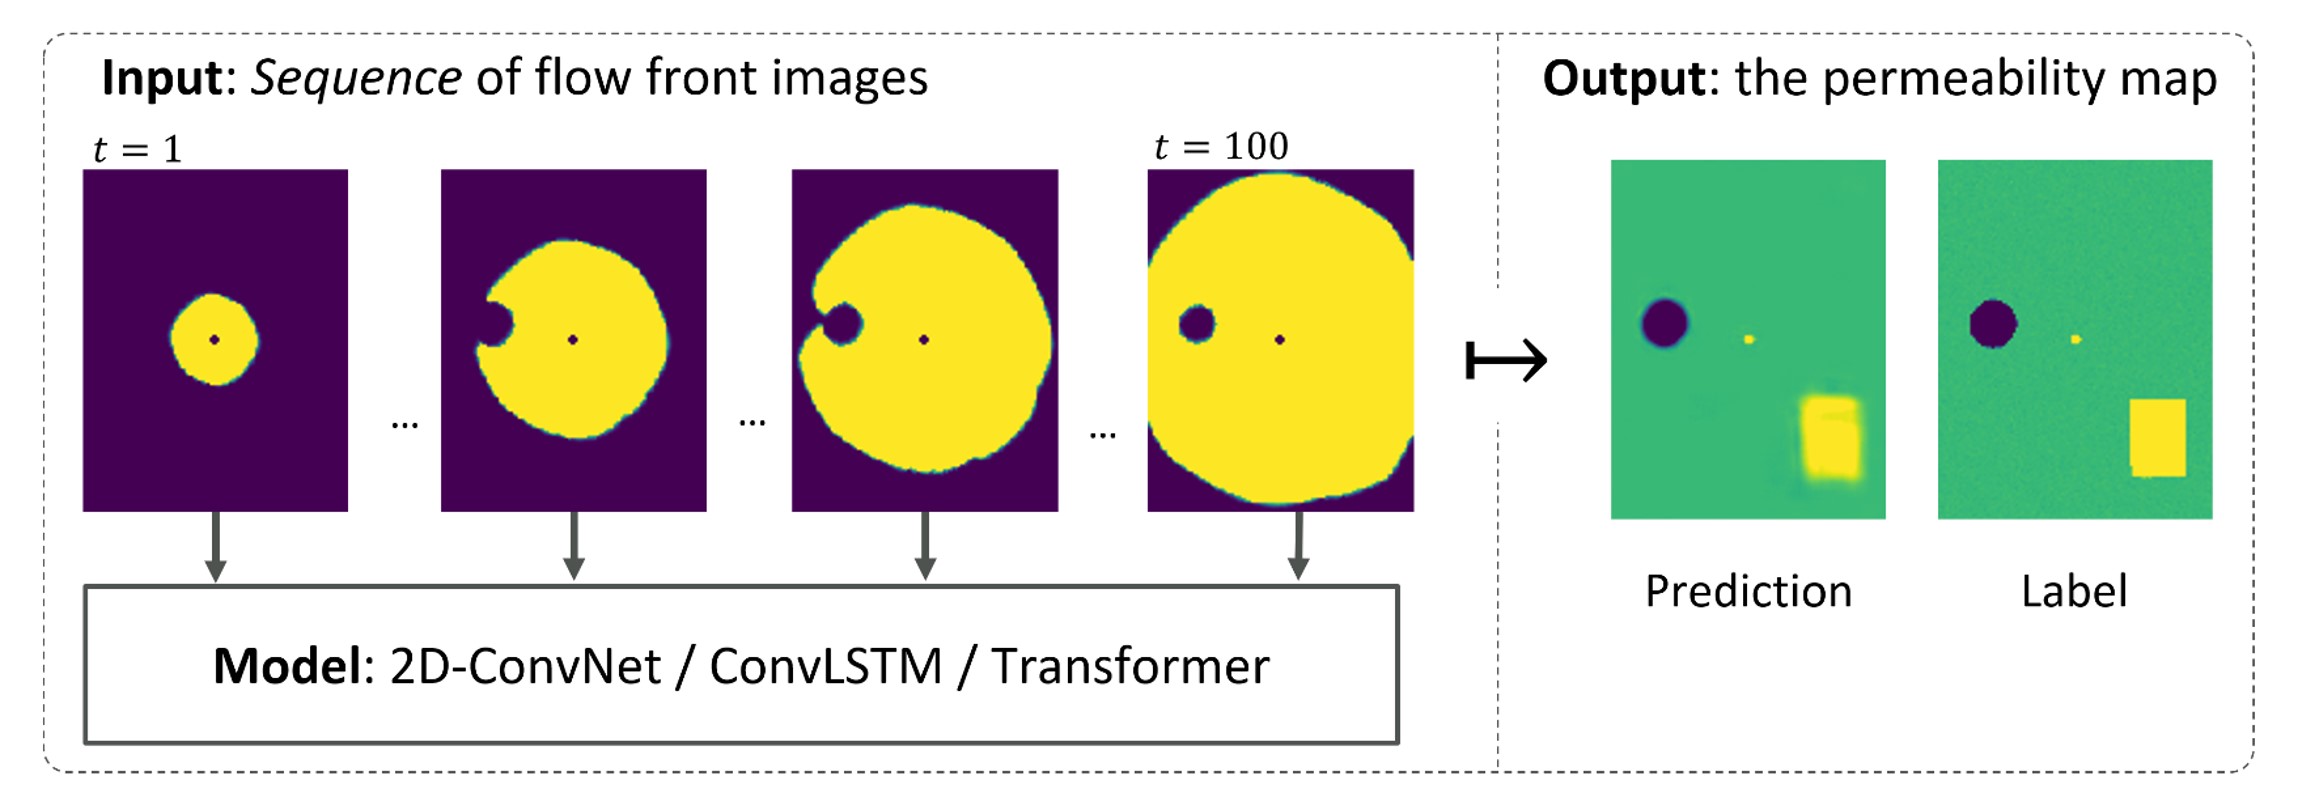 Input: Sequence of flow front images
Output: the permeability map
t = 1
t = 100
...
...
...
Prediction
Label
Model: 2D-ConvNet / ConvLSTM / Transformer